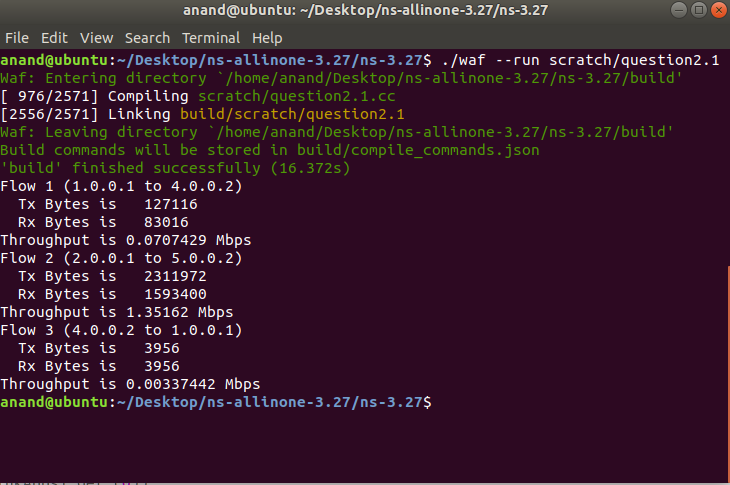 anand@ubuntu: ~/Desktop/ns-allinone-3.27/ns-3.27
File Edit View Search Terminal Help
anand@ubuntu:~/Desktop/ns-allinone-3.27/ns-3.27$ ./waf --run scratch/question2.1
Waf: Entering directory `/home/anand/Desktop/ns-allinone-3.27/ns-3.27/build'
[ 976/2571] Compiling scratch/question2.1.cc
[2556/2571] Linking build/scratch/question2.1
Waf: Leaving directory `/home/anand/Desktop/ns-allinone-3.27/ns-3.27/build'
Build commands will be stored in build/compile_commands.json
'build' finished successfully (16.372s)
Flow 1 (1.0.0.1 to 4.0.0.2)
  Tx Bytes is   127116
  Rx Bytes is   83016
Throughput is 0.0707429 Mbps
Flow 2 (2.0.0.1 to 5.0.0.2)
  Tx Bytes is   2311972
  Rx Bytes is   1593400
Throughput is 1.35162 Mbps
Flow 3 (4.0.0.2 to 1.0.0.1)
  Tx Bytes is   3956
  Rx Bytes is   3956
Throughput is 0.00337442 Mbps
anand@ubuntu:~/Desktop/ns-allinone-3.27/ns-3.27$